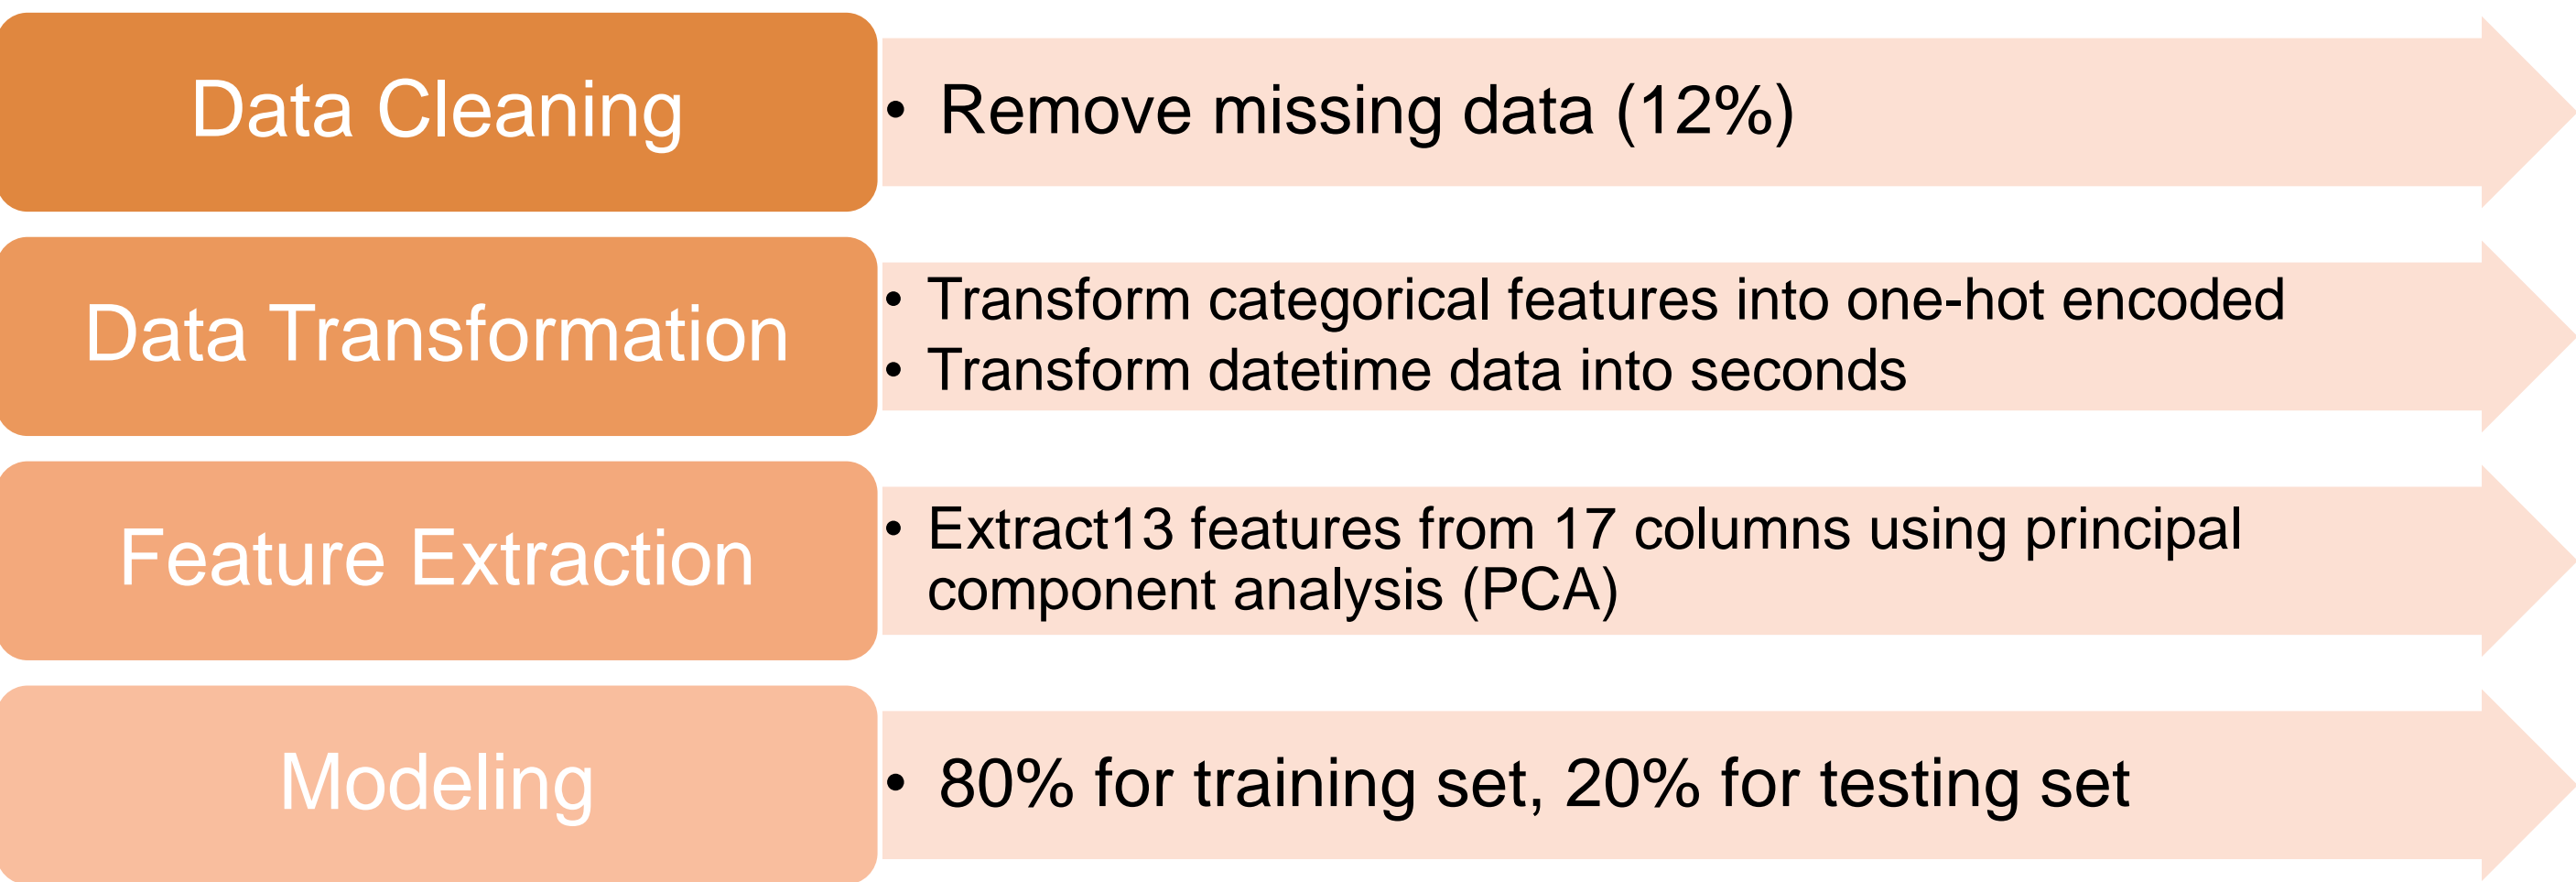 Data Cleaning
• Remove missing data (12%)
Data Transformation
• Transform categorical features into one-hot encoded
• Transform datetime data into seconds
Feature Extraction
• Extract13 features from 17 columns using principal
component analysis (PCA)
Modeling
• 80% for training set, 20% for testing set